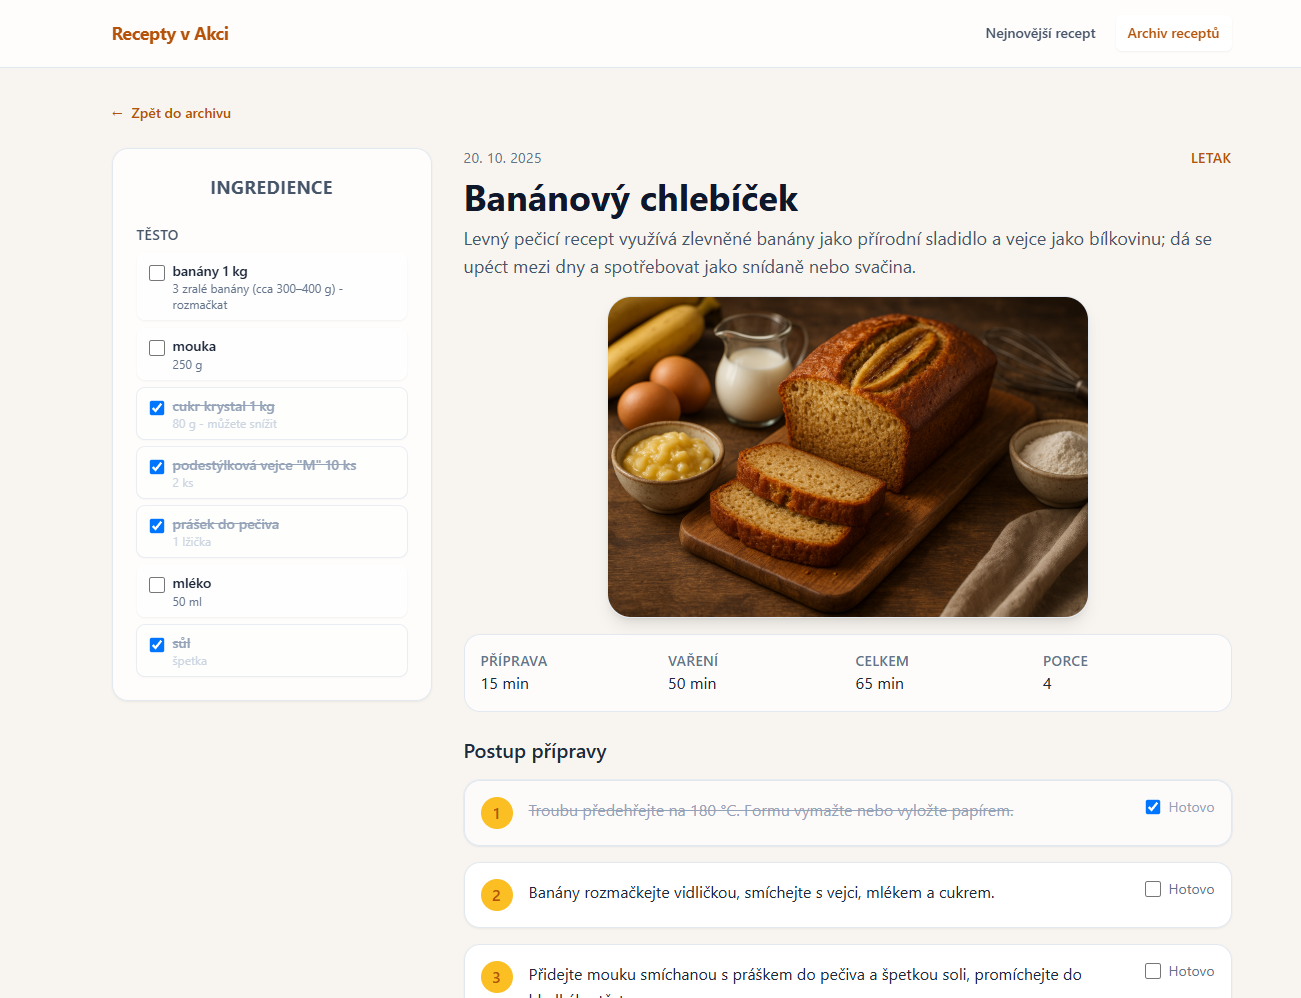 Recepty v Akci
Nejnovější recept
Archiv receptů
← Zpět do archivu
INGREDIENCE
TĚSTO
banány 1 kg
3 zralé banány (cca 300–400 g) -
rozmačkat
mouka
250 g
cukr krystal 1 kg
80 g - můžete snížit
podestýlková vejce "M" 10 ks
2 ks
prášek do pečiva
1 lžička
mléko
50 ml
sůl
špetka
20. 10. 2025
LETAK
Banánový chlebíček
Levný pečicí recept využívá zlevněné banány jako přírodní sladidlo a vejce jako bílkovinu; dá se
upéct mezi dny a spotřebovat jako snídaně nebo svačina.
PŘÍPRAVA
15 min
VAŘENÍ
50 min
CELKEM
65 min
PORCE
4
Postup přípravy
1
Troubu předehřejte na 180 °C. Formu vymažte nebo vyložte papírem.
Hotovo
2
Banány rozmačkejte vidličkou, smíchejte s vejci, mlékem a cukrem.
Hotovo
3
Přidejte mouku smíchanou s práškem do pečiva a špetkou soli, promíchejte do
Hotovo